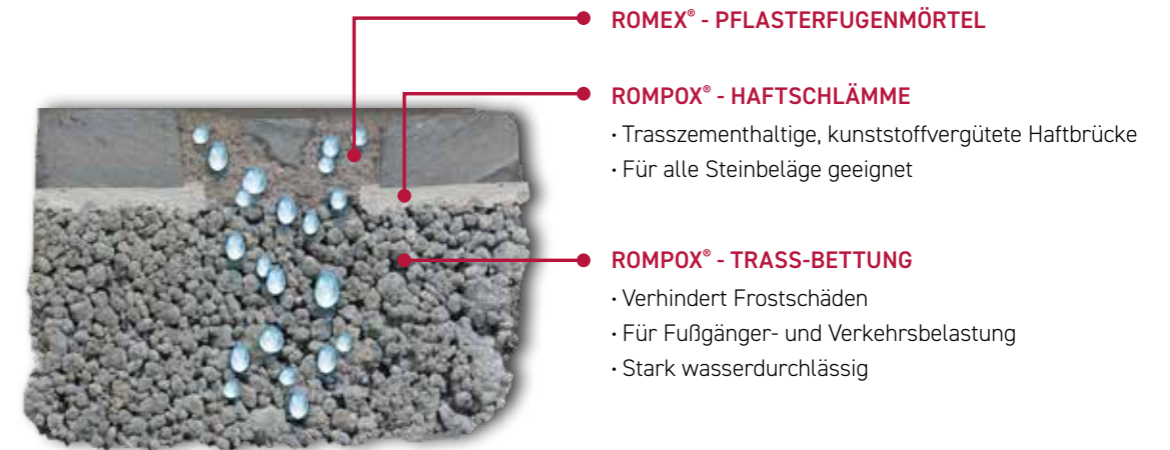 ROMEX® - PFLASTERFUGENMÖRTEL
ROMPOX® - HAFTSCHLÄMME
· Trasszementhaltige, kunststoffvergütete Haftbrücke
· Für alle Steinbeläge geeignet
ROMPOX® - TRASS-BETTUNG
· Verhindert Frostschäden
· Für Fußgänger- und Verkehrsbelastung
· Stark wasserdurchlässig